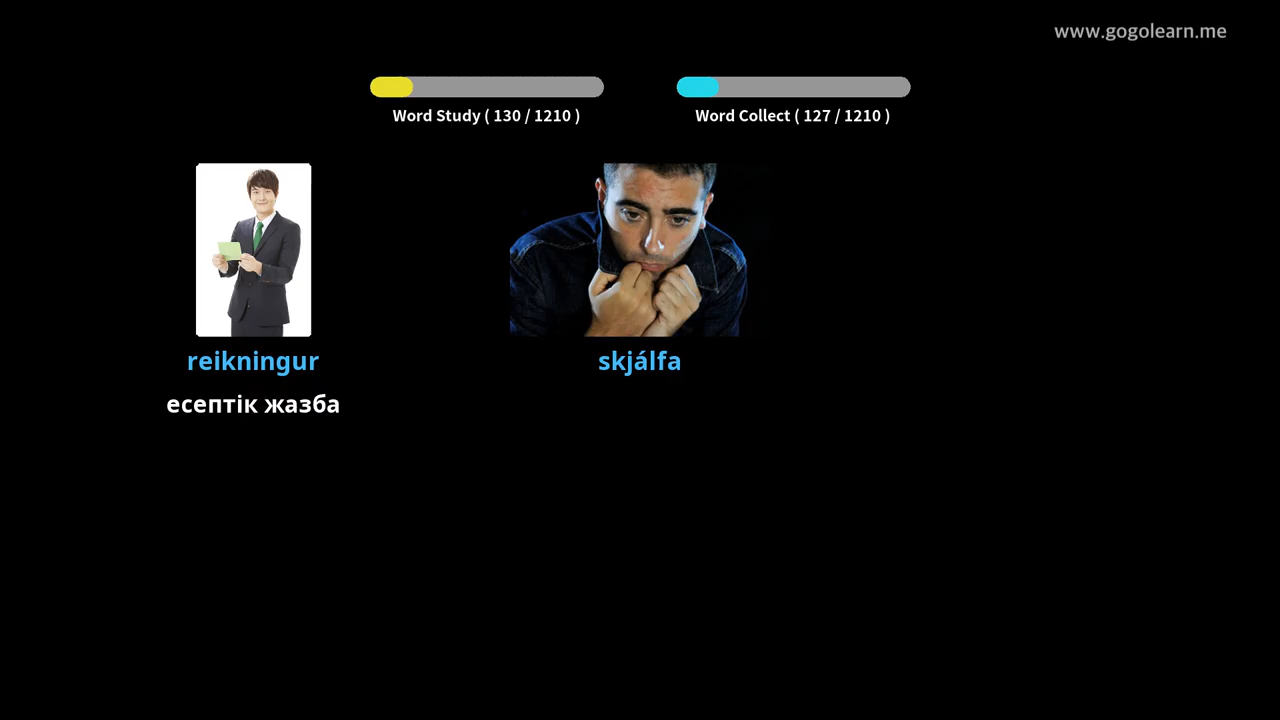 www.gogolearn.me
Word Study ( 130 / 1210 )
Word Collect ( 127 / 1210 )
reikningur
skjálfa
есептік жазба